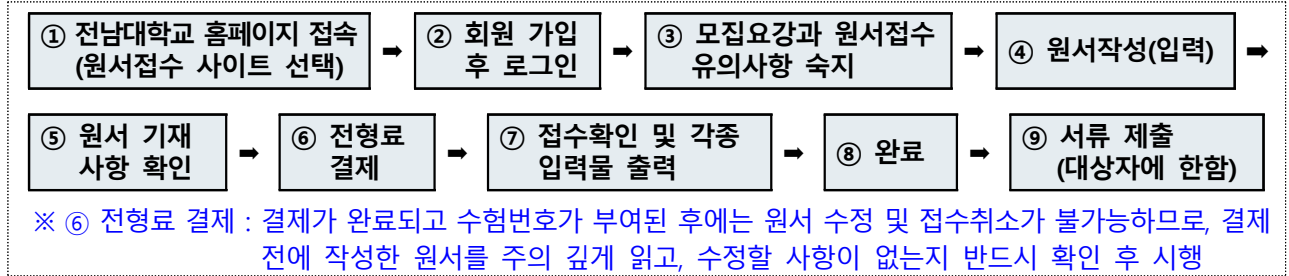 ① 전남대학교 홈페이지 접속
(원서접수 사이트 선택)
➡
② 회원 가입
후 로그인
➡
③ 모집요강과 원서접수
유의사항 숙지
➡
④ 원서작성(입력)
➡
⑤ 원서 기재
사항 확인
➡
⑥ 전형료
결제
➡
⑦ 접수확인 및 각종
입력물 출력
➡
⑧ 완료
➡
⑨ 서류 제출
(대상자에 한함)
※ ⑥ 전형료 결제 : 결제가 완료되고 수험번호가 부여된 후에는 원서 수정 및 접수취소가 불가능하므로, 결제
전에 작성한 원서를 주의 깊게 읽고, 수정할 사항이 없는지 반드시 확인 후 시행